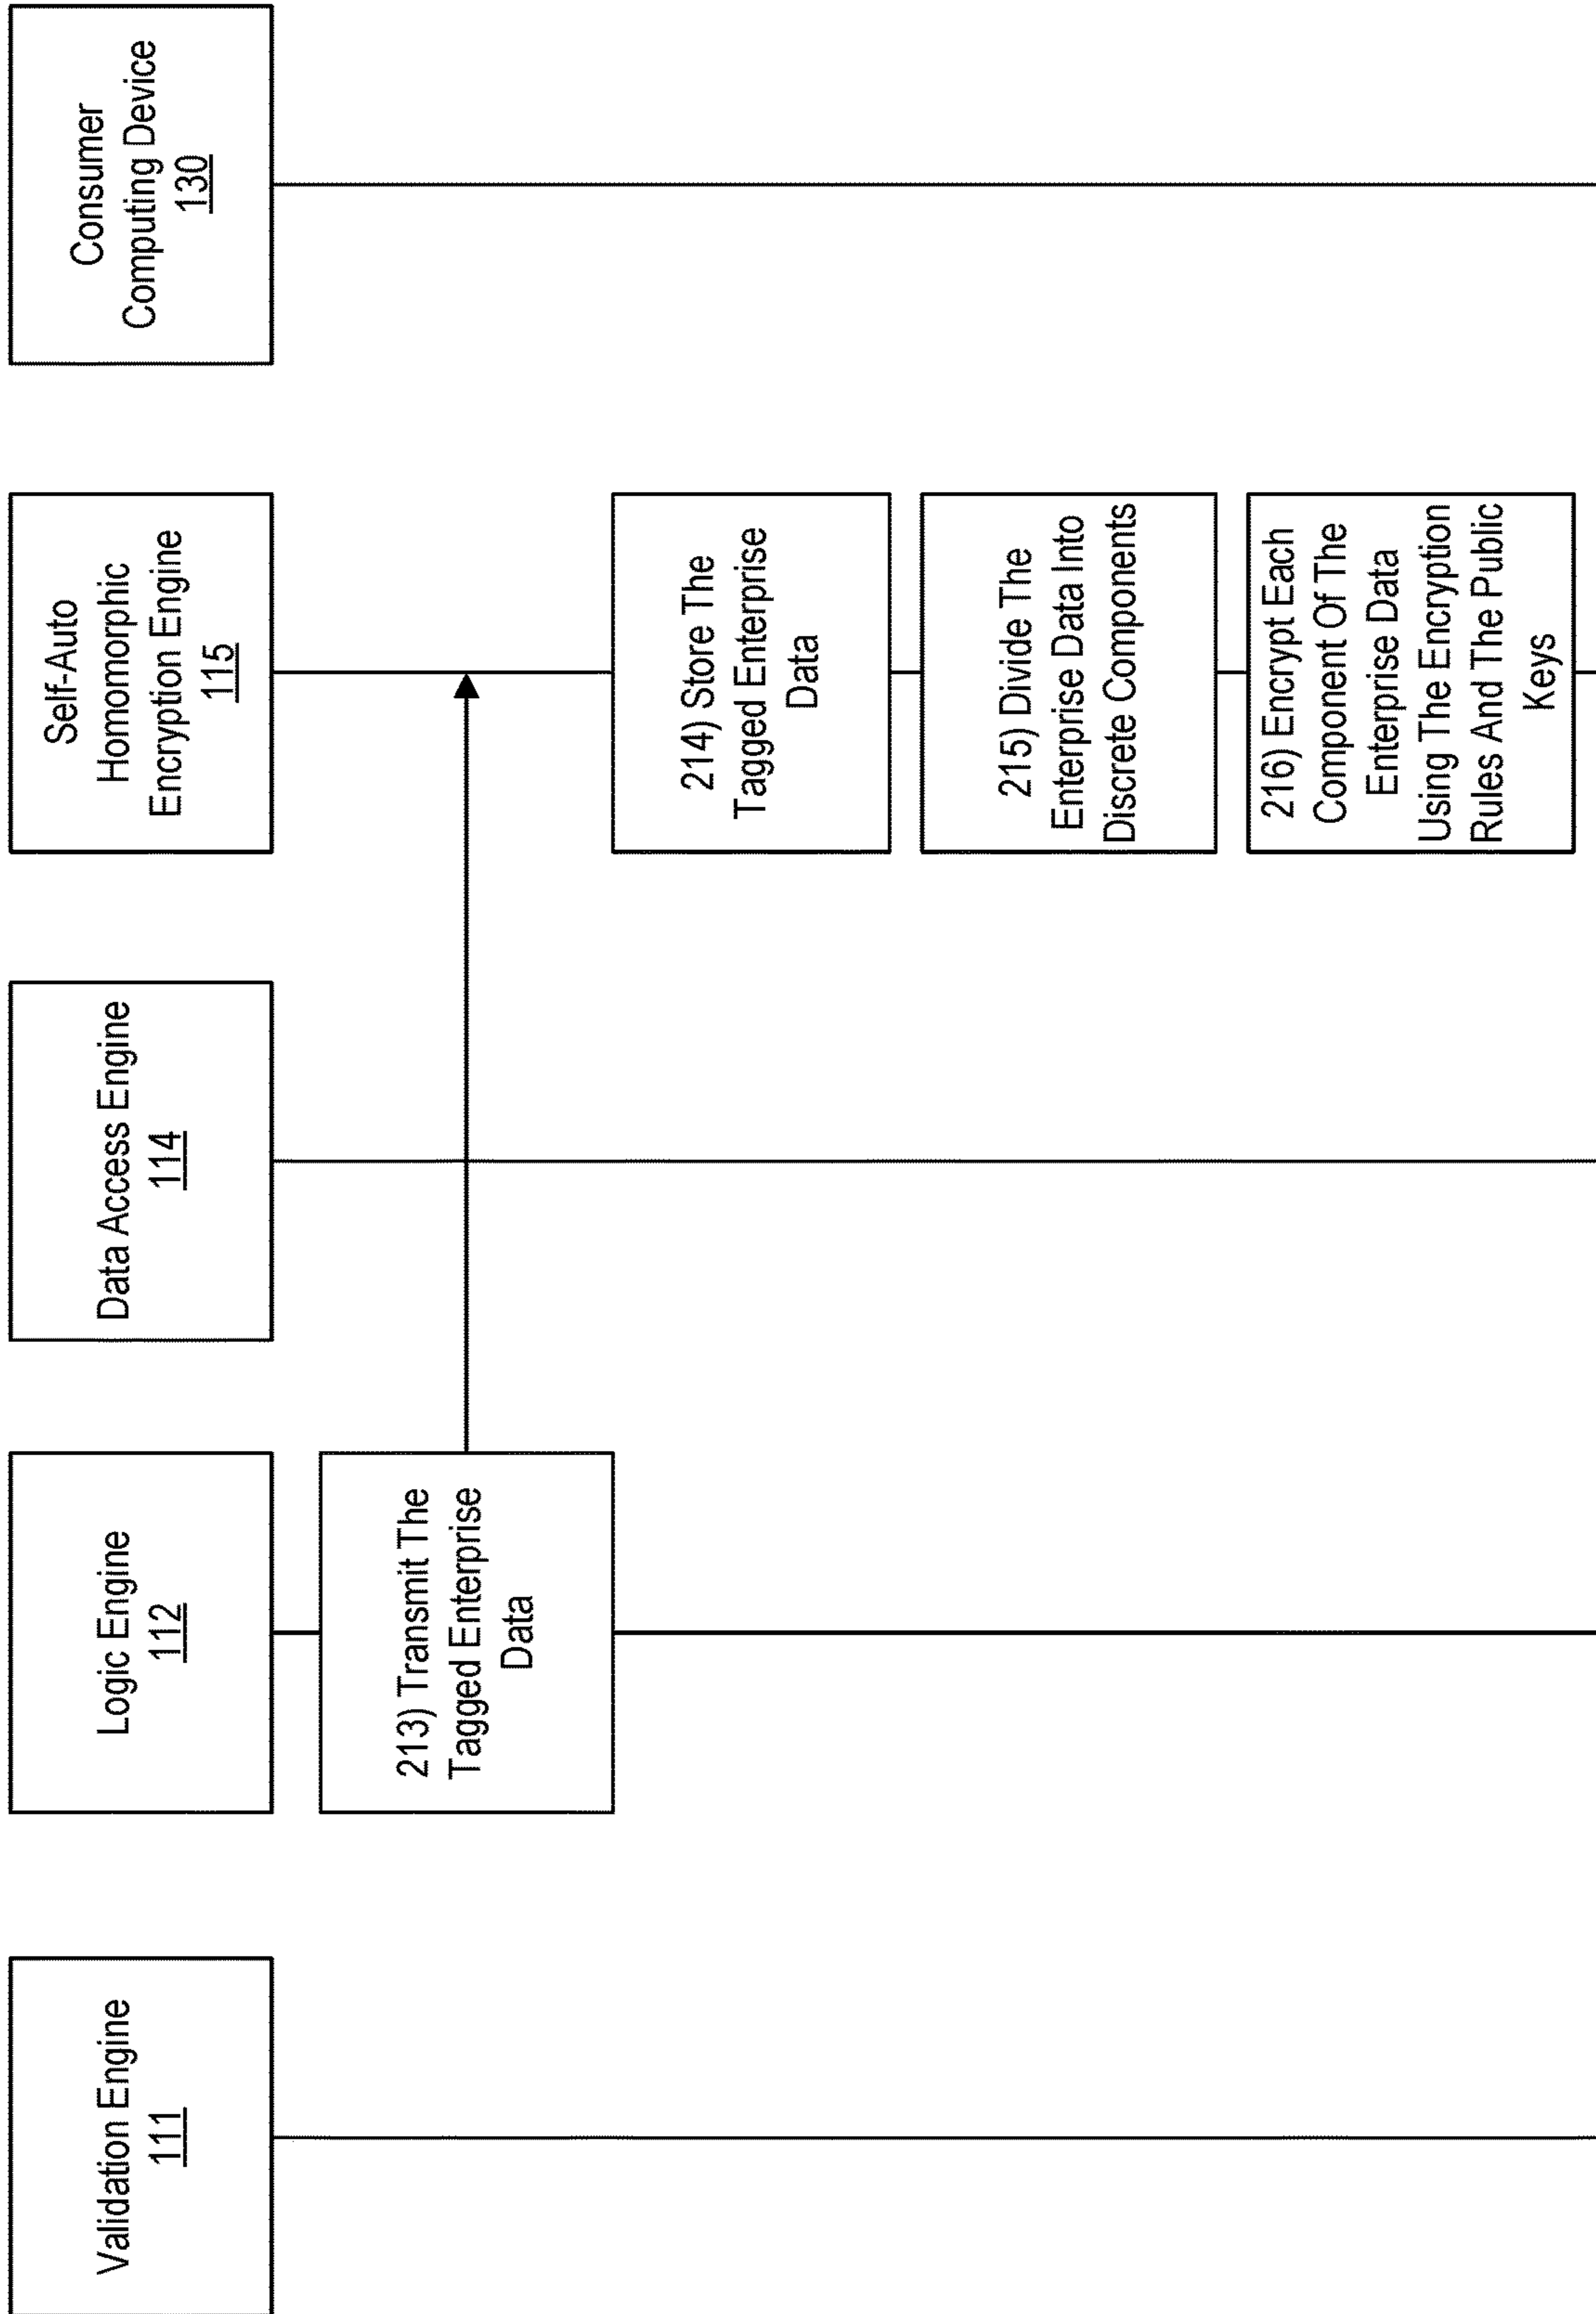 Validation Engine
111
Logic Engine
112
Data Access Engine
114
Self-Auto
Homomorphic
Encryption Engine
115
Consumer
Computing Device
130
213) Transmit The
Tagged Enterprise
Data
214) Store The
Tagged Enterprise
Data
215) Divide The
Enterprise Data Into
Discrete Components
216) Encrypt Each
Component Of The
Enterprise Data
Using The Encryption
Rules And The Public
Keys